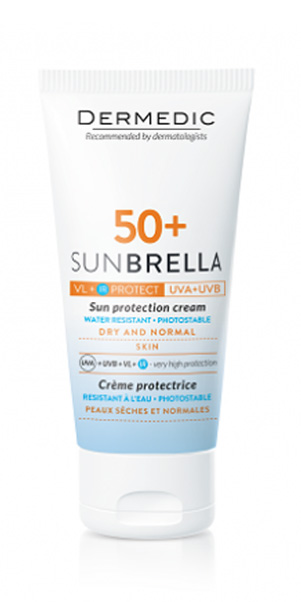 DERMEDIC
Recommended by dermatologists
50+
SUNBRELLA
VL + IR PROTECT UVA+UVB
Sun protection cream
WATER RESISTANT • PHOTOSTABLE
DRY AND NORMAL
SKIN
UVA + UVB + VL + IR - very high protection
Crème protectrice
RÉSISTANT À L'EAU • PHOTOSTABLE
PEAUX SÈCHES ET NORMALES